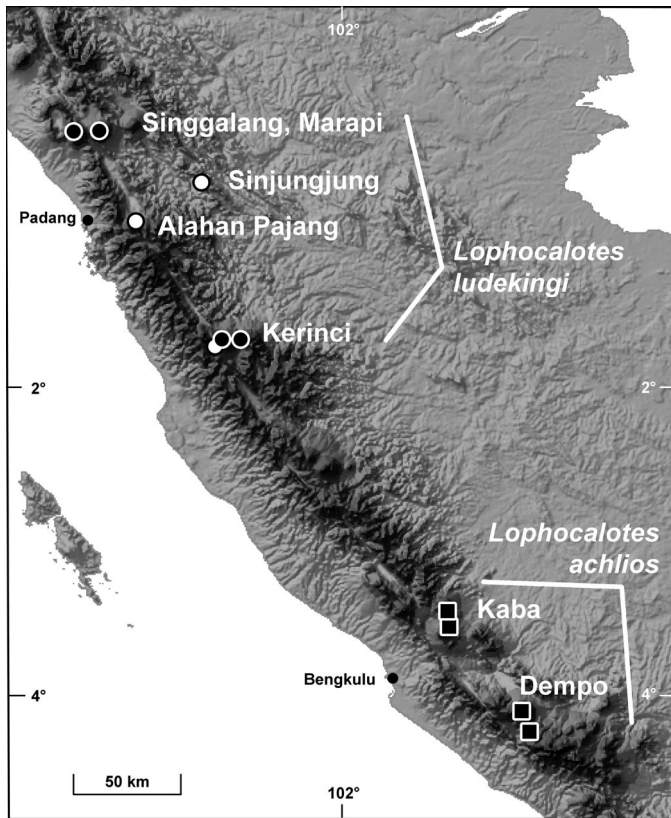 102°
Singgalang, Marapi
Sinjungjung
Padang
Alahan Pajang
Lophocalotes
ludekingi
Kerinci
2°
2°
Lophocalotes
achlios
Kaba
Bengkulu
Dempo
4°
4°
50 km
102°